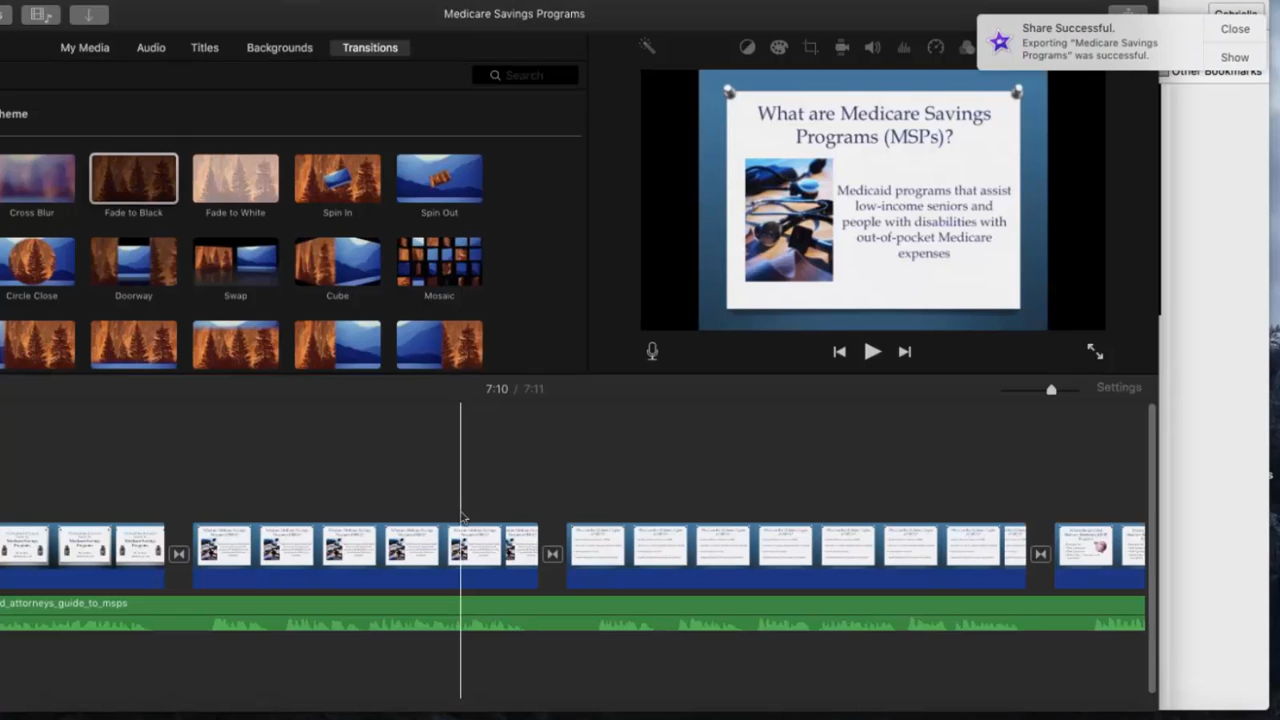 Medicare Savings Programs
My Media
Audio
Titles
Backgrounds
Transitions
Search
Share Successful.
Exporting "Medicare Savings
Programs" was successful.
Close
Show
Other Bookmarks
heme
Cross Blur
Fade to Black
Fade to White
Spin In
Spin Out
Circle Close
Doorway
Swap
Cube
Mosaic
What are Medicare Savings
Programs (MSPs)?
Medicaid programs that assist
low-income seniors and
people with disabilities with
out-of-pocket Medicare
expenses
7:10 / 7:11
Settings
d_attorneys_guide_to_msps